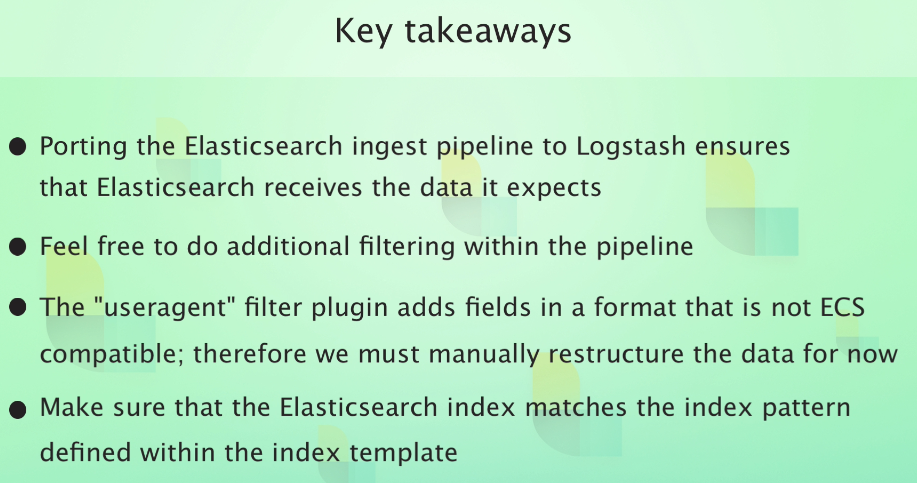 Key takeaways
● Porting the Elasticsearch ingest pipeline to Logstash ensures
that Elasticsearch receives the data it expects
● Feel free to do additional filtering within the pipeline
● The "useragent" filter plugin adds fields in a format that is not ECS
compatible; therefore we must manually restructure the data for now
● Make sure that the Elasticsearch index matches the index pattern
defined within the index template